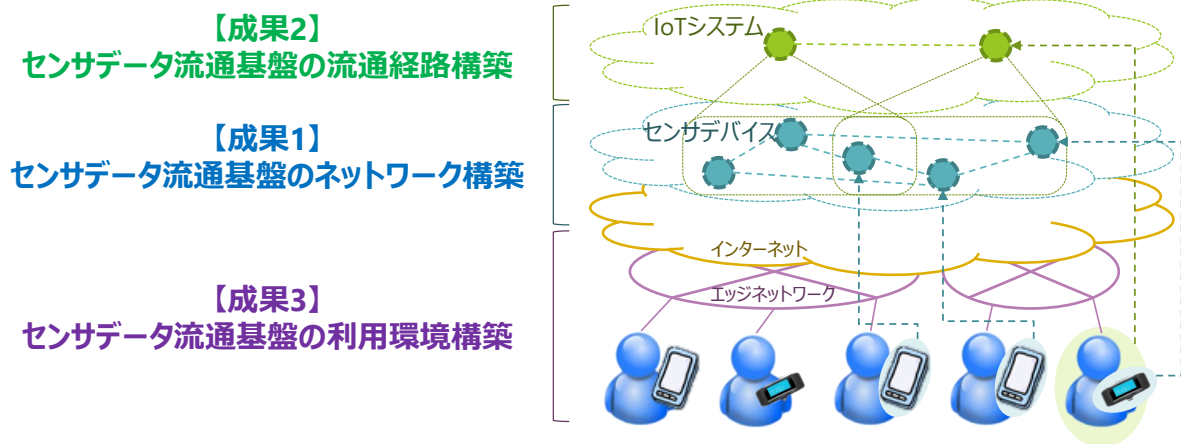 【成果2】
センサデータ流通基盤の流通経路構築
【成果1】
センサデータ流通基盤のネットワーク構築
【成果3】
センサデータ流通基盤の利用環境構築
IoTシステム
センサデバイス
インターネット
エッジネットワーク